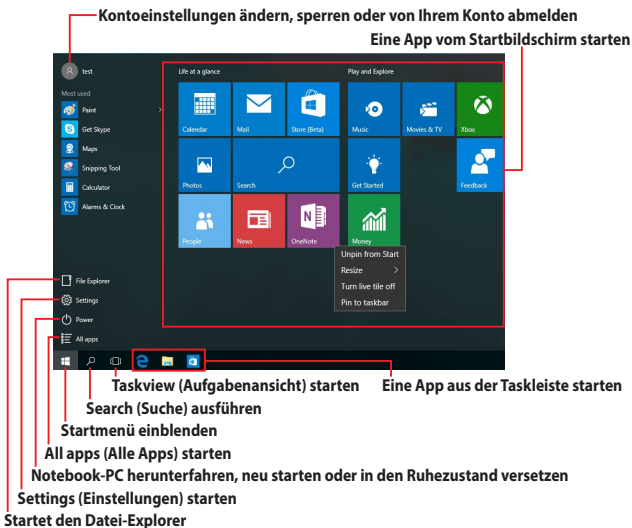 Kontoeinstellungen ändern, sperren oder von Ihrem Konto abmelden
Eine App vom Startbildschirm starten
test
Most used
Paint
Get Skype
Maps
Snipping Tool
Calculator
Alarms & Clock
File Explorer
Settings
Power
All apps
Life at a glance
Calendar
Mail
Store (Beta)
Photos
Search
People
News
OneNote
Play and Explore
Music
Movies & TV
Xbox
Get Started
Feedback
Money
Unpin from Start
Resize
Turn live tile off
Pin to taskbar
Taskview (Aufgabenansicht) starten
Eine App aus der Taskleiste starten
Search (Suche) ausführen
Startmenü einblenden
All apps (Alle Apps) starten
Notebook-PC herunterfahren, neu starten oder in den Ruhezustand versetzen
Settings (Einstellungen) starten
Startet den Datei-Explorer